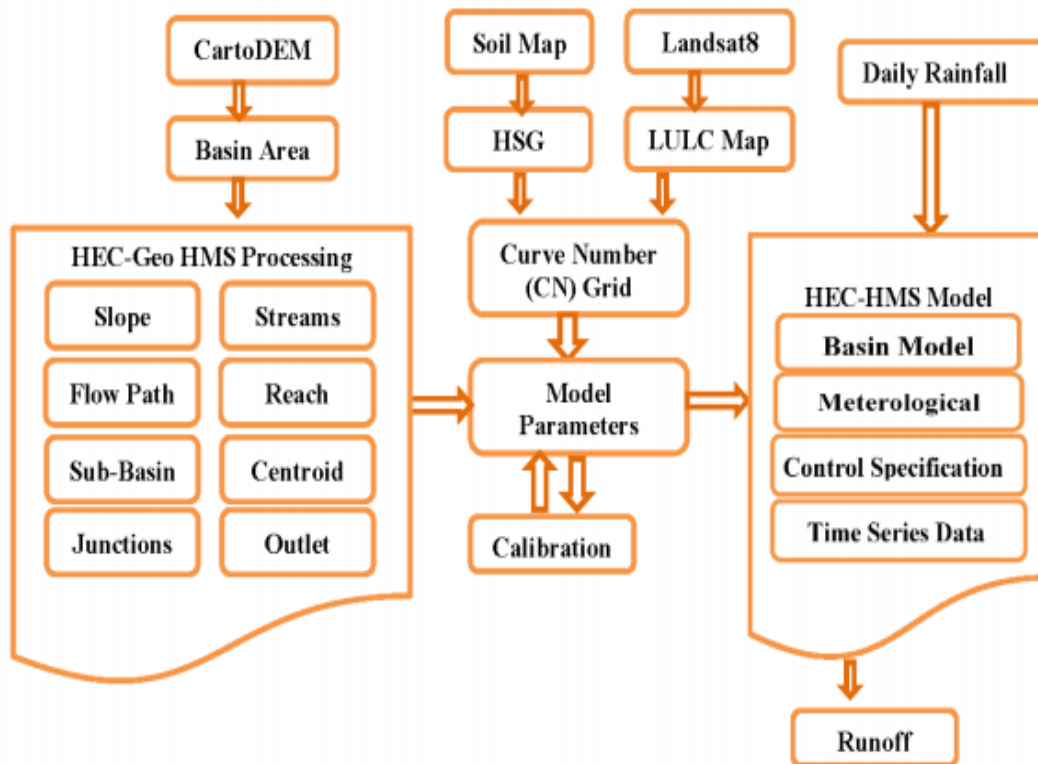 CartoDEM
Soil Map
Landsat8
Daily Rainfall
Basin Area
HSG
LULC Map
HEC-Geo HMS Processing
Slope
Streams
Flow Path
Reach
Sub-Basin
Centroid
Junctions
Outlet
Curve Number
(CN) Grid
Model
Parameters
Calibration
HEC-HMS Model
Basin Model
Meterological
Control Specification
Time Series Data
Runoff